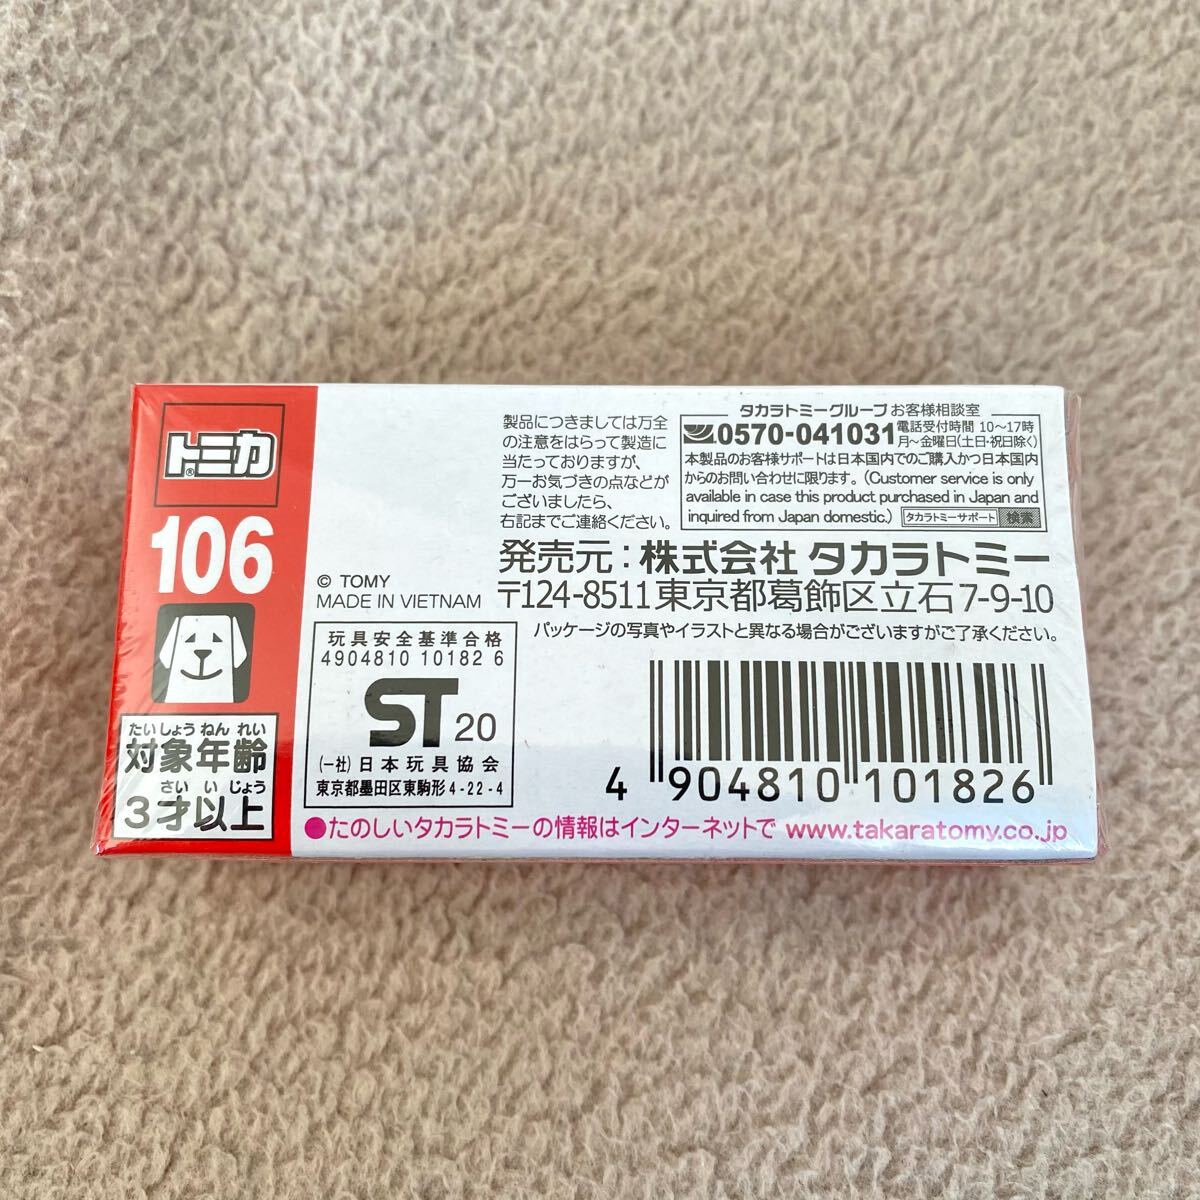 トミカ®
106
たいしょう ねん れい
対象年齢
さい い じょう
3才以上
© TOMY
MADE IN VIETNAM
玩具安全基準合格
4904810 10182 6
ST 20
(一社)日本玩具協会
東京都墨田区東駒形4-22-4
製品につきましては万全
の注意をはらって製造に
当たっておりますが、
万一お気づきの点などが
ございましたら、
右記までご連絡ください。
タカラトミーグループ お客様相談室
0570-041031 電話受付時間 10〜17時
月〜金曜日(土日・祝日除く)
本製品のお客様サポートは日本国内でのご購入かつ日本国内
からのお問い合わせに限ります。(Customer service is only
available in case this product purchased in Japan and
inquired from Japan domestic.) タカラトミーサポート 検索
発売元:株式会社 タカラトミー
〒124-8511東京都葛飾区立石7-9-10
パッケージの写真やイラストと異なる場合がございますがご了承ください。
4 904810 101826
●たのしいタカラトミーの情報はインターネットで www.takaratomy.co.jp